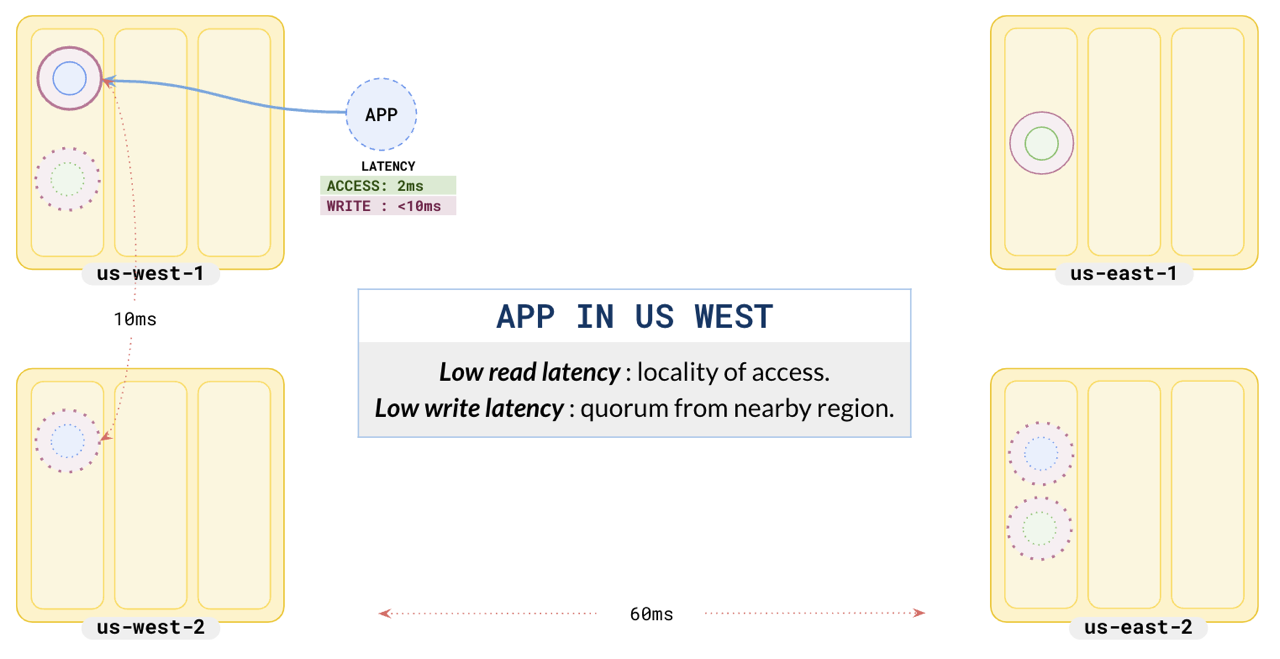 APP
LATENCY
ACCESS: 2ms
WRITE : <10ms
us-west-1
us-east-1
10ms
APP IN US WEST
Low read latency : locality of access.
Low write latency : quorum from nearby region.
60ms
us-west-2
us-east-2